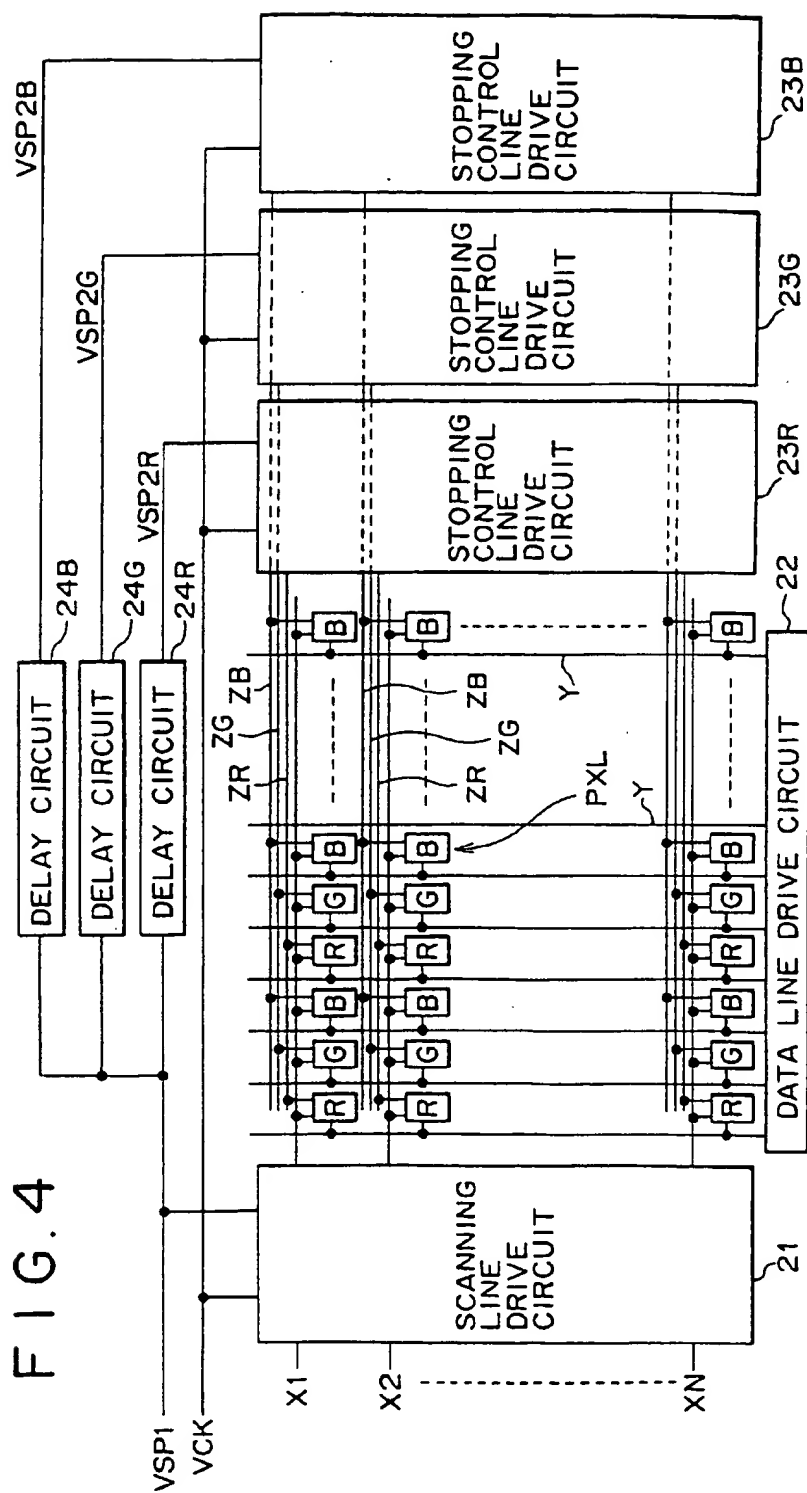 FIG. 4
VSP2B
VSP2G
VSP2R
24B
24G
24R
DELAY CIRCUIT
DELAY CIRCUIT
DELAY CIRCUIT
VSP1
VCK
ZR
ZG
ZB
X1
X2
XN
SCANNING
LINE
DRIVE
CIRCUIT
21
R G B R G B B
R G B R G B B
R G B R G B B
ZR
ZG
ZB
PXL
Y
Y
STOPPING
CONTROL
LINE
DRIVE
CIRCUIT
23R
STOPPING
CONTROL
LINE
DRIVE
CIRCUIT
23G
STOPPING
CONTROL
LINE
DRIVE
CIRCUIT
23B
DATA LINE DRIVE CIRCUIT
22